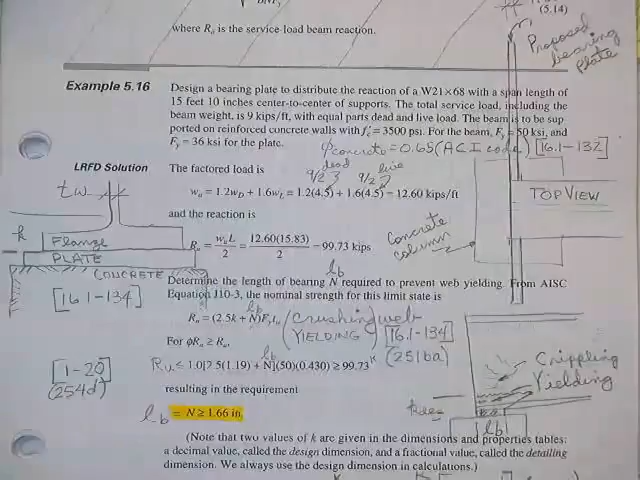 (5.14)
where Rₐ is the service-load beam reaction.
Proposed
bearing
plate
Example 5.16
Design a bearing plate to distribute the reaction of a W21 × 68 with a span length of
15 feet 10 inches center-to-center of supports. The total service load, including the
beam weight, is 9 kips/ft, with equal parts dead and live load. The beam is to be sup
ported on reinforced concrete walls with f'c = 3500 psi. For the beam, Fy = 50 ksi, and
Fy = 36 ksi for the plate.
φconcrete = 0.65 (ACI code) [16.1-132]
LRFD Solution
The factored load is
dead live
9/2 9/2
wu = 1.2wD + 1.6wL = 1.2(4.5) + 1.6(4.5) = 12.60 kips/ft
TOP VIEW
tw
and the reaction is
k
Flange
PLATE
CONCRETE
Ru = wuL/2 = 12.60(15.83)/2 = 99.73 kips
Concrete
column
lb
Determine the length of bearing N required to prevent web yielding. From AISC
Equation J10-3, the nominal strength for this limit state is
[16.1-134]
lb
Rn = (2.5k + N)Fy tw
/crushing web
(YIELDING)
[16.1-134]
(251ba)
For φRn ≥ Ru,
lb
Ru ≤ 1.0[2.5(1.19) + N](50)(0.430) ≥ 99.73 k
[1-20]
(254d)
Crippling
Yielding
resulting in the requirement
kdes
lb = N ≥ 1.66 in.
lb
(Note that two values of k are given in the dimensions and properties tables:
a decimal value, called the design dimension, and a fractional value, called the detailing
dimension. We always use the design dimension in calculations.)